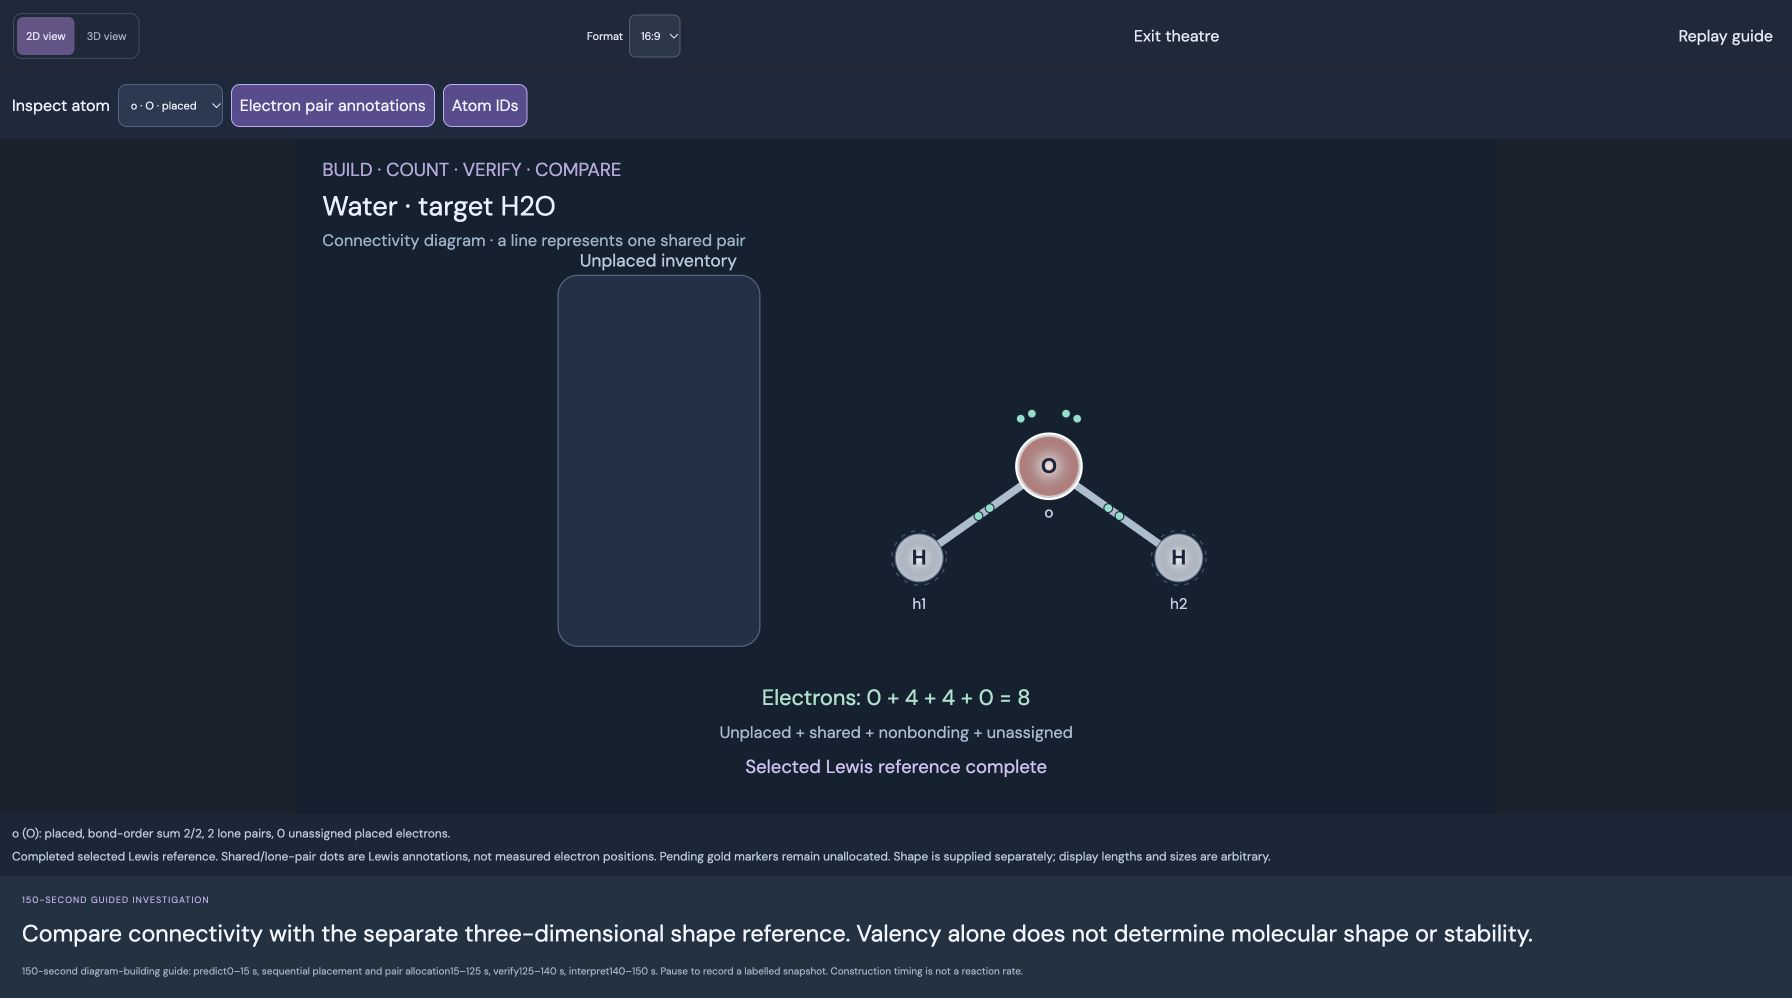 2D view 3D view Format 16:9 Exit theatre Replay guide
Inspect atom o · O · placed Electron pair annotations Atom IDs
BUILD · COUNT · VERIFY · COMPARE
Water · target H2O
Connectivity diagram · a line represents one shared pair
Unplaced inventory
O
o
H H
h1 h2
Electrons: 0 + 4 + 4 + 0 = 8
Unplaced + shared + nonbonding + unassigned
Selected Lewis reference complete
o (O): placed, bond-order sum 2/2, 2 lone pairs, 0 unassigned placed electrons.
Completed selected Lewis reference. Shared/lone-pair dots are Lewis annotations, not measured electron positions. Pending gold markers remain unallocated. Shape is supplied separately; display lengths and sizes are arbitrary.
150-SECOND GUIDED INVESTIGATION
Compare connectivity with the separate three-dimensional shape reference. Valency alone does not determine molecular shape or stability.
150-second diagram-building guide: predict0–15 s, sequential placement and pair allocation15–125 s, verify125–140 s, interpret140–150 s. Pause to record a labelled snapshot. Construction timing is not a reaction rate.